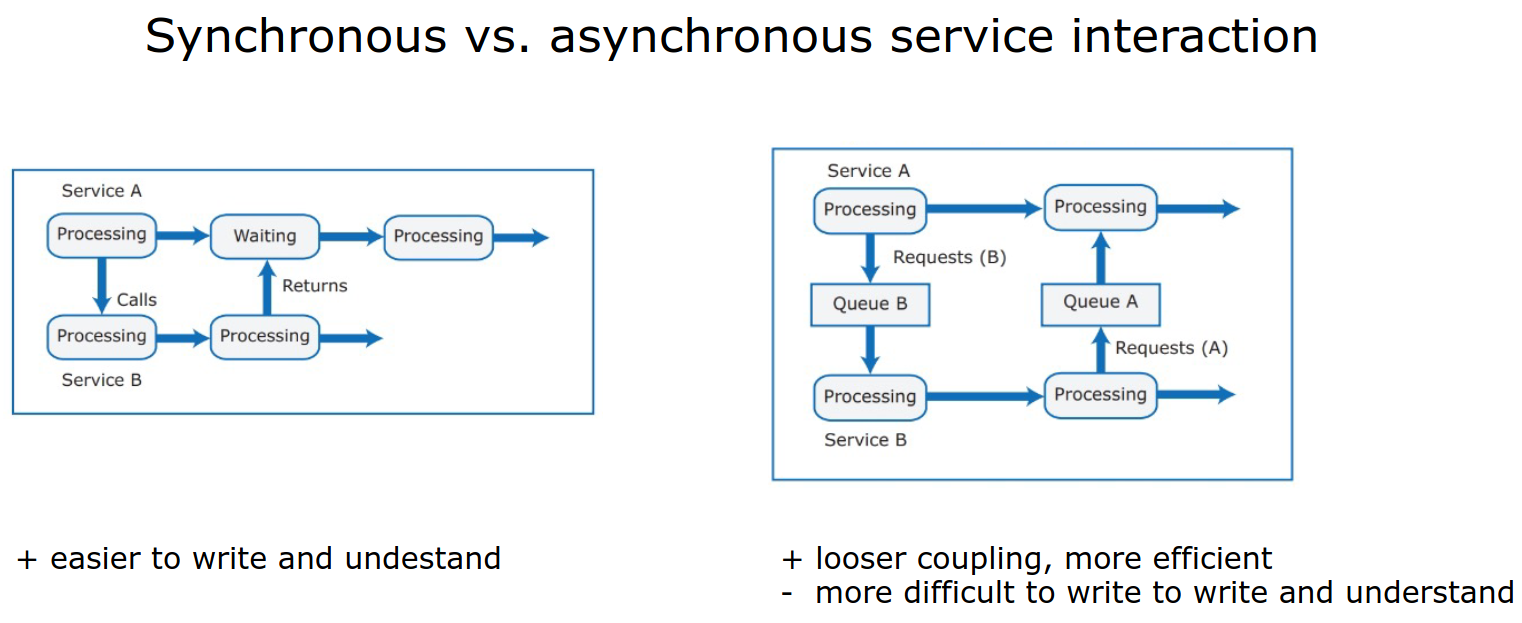 Synchronous vs. asynchronous service interaction
Service A
Processing
Waiting
Processing
Calls
Returns
Processing
Processing
Service B
Service A
Processing
Processing
Requests (B)
Queue B
Queue A
Requests (A)
Processing
Processing
Service B
+ easier to write and undestand
+ looser coupling, more efficient
- more difficult to write to write and understand